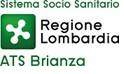 Sistema Socio Sanitario
Regione
Lombardia
ATS Brianza